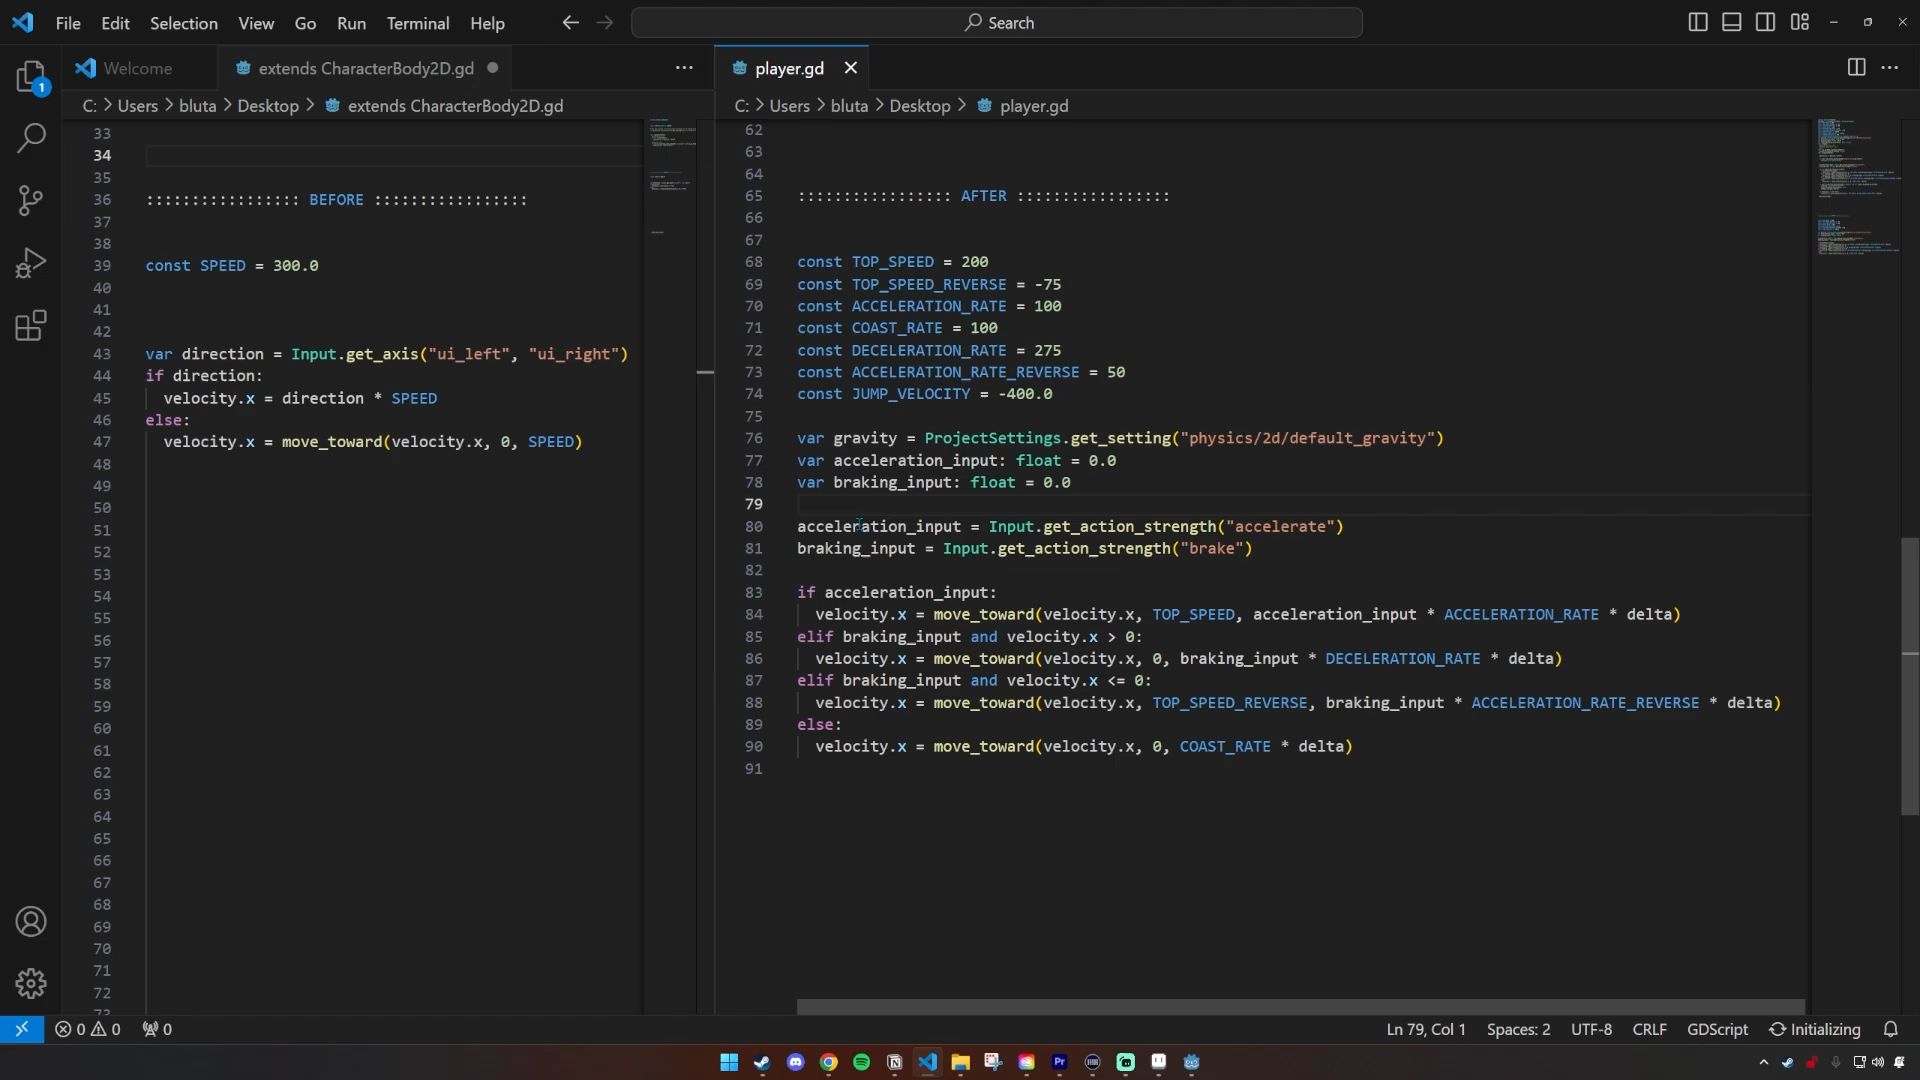 File Edit Selection View Go Run Terminal Help
Search
Welcome
extends CharacterBody2D.gd
player.gd
C: > Users > bluta > Desktop > extends CharacterBody2D.gd
C: > Users > bluta > Desktop > player.gd
1
33
34
35
36 ::::::::::::::::: BEFORE :::::::::::::::::
37
38
39 const SPEED = 300.0
40
41
42
43 var direction = Input.get_axis("ui_left", "ui_right")
44 if direction:
45 velocity.x = direction * SPEED
46 else:
47 velocity.x = move_toward(velocity.x, 0, SPEED)
48
49
50
51
52
53
54
55
56
57
58
59
60
61
62
63
64
65
66
67
68
69
70
71
72
62
63
64
65 ::::::::::::::::: AFTER :::::::::::::::::
66
67
68 const TOP_SPEED = 200
69 const TOP_SPEED_REVERSE = -75
70 const ACCELERATION_RATE = 100
71 const COAST_RATE = 100
72 const DECELERATION_RATE = 275
73 const ACCELERATION_RATE_REVERSE = 50
74 const JUMP_VELOCITY = -400.0
75
76 var gravity = ProjectSettings.get_setting("physics/2d/default_gravity")
77 var acceleration_input: float = 0.0
78 var braking_input: float = 0.0
79
80 acceleration_input = Input.get_action_strength("accelerate")
81 braking_input = Input.get_action_strength("brake")
82
83 if acceleration_input:
84 velocity.x = move_toward(velocity.x, TOP_SPEED, acceleration_input * ACCELERATION_RATE * delta)
85 elif braking_input and velocity.x > 0:
86 velocity.x = move_toward(velocity.x, 0, braking_input * DECELERATION_RATE * delta)
87 elif braking_input and velocity.x <= 0:
88 velocity.x = move_toward(velocity.x, TOP_SPEED_REVERSE, braking_input * ACCELERATION_RATE_REVERSE * delta)
89 else:
90 velocity.x = move_toward(velocity.x, 0, COAST_RATE * delta)
91
0 0 0
Ln 79, Col 1 Spaces: 2 UTF-8 CRLF GDScript Initializing
Pr